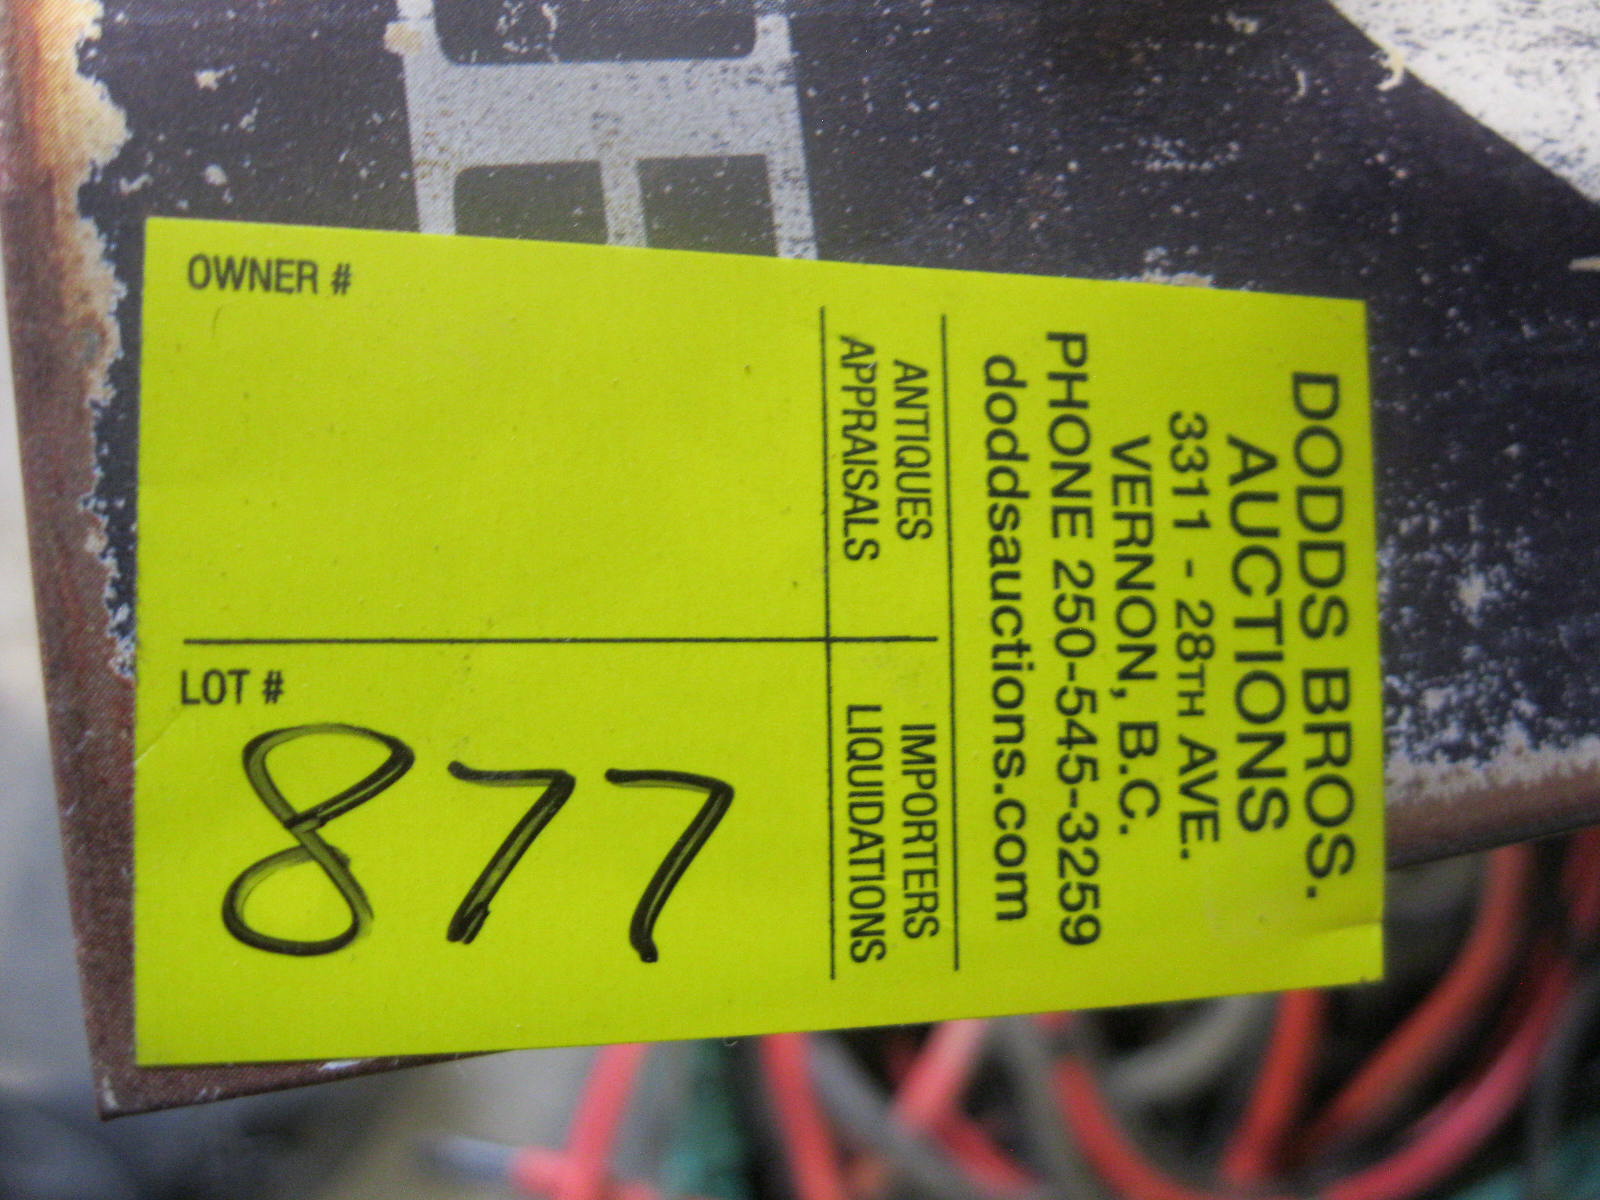 DODDS BROS.
AUCTIONS
3311 - 28TH AVE.
VERNON, B.C.
PHONE 250-545-3259
doddsauctions.com
ANTIQUES
APPRAISALS
IMPORTERS
LIQUIDATIONS
OWNER #
LOT #
877